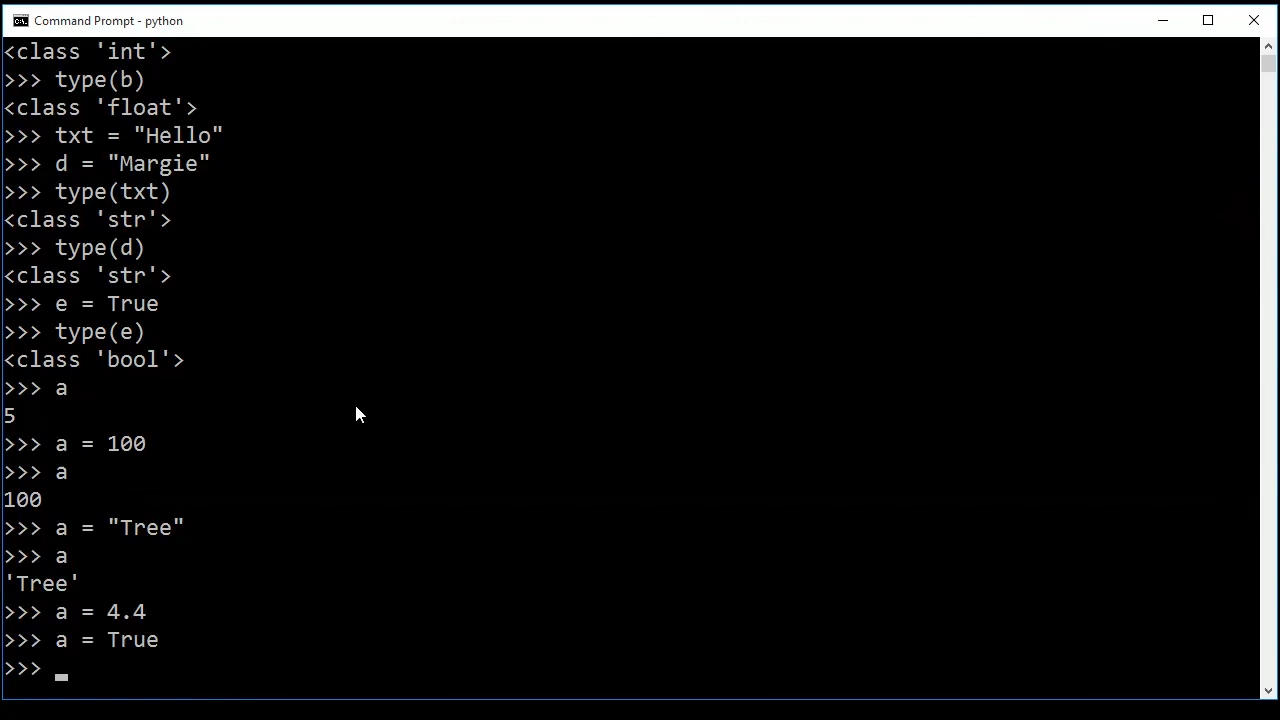 Command Prompt - python
<class 'int'>
>>> type(b)
<class 'float'>
>>> txt = "Hello"
>>> d = "Margie"
>>> type(txt)
<class 'str'>
>>> type(d)
<class 'str'>
>>> e = True
>>> type(e)
<class 'bool'>
>>> a
5
>>> a = 100
>>> a
100
>>> a = "Tree"
>>> a
'Tree'
>>> a = 4.4
>>> a = True
>>>